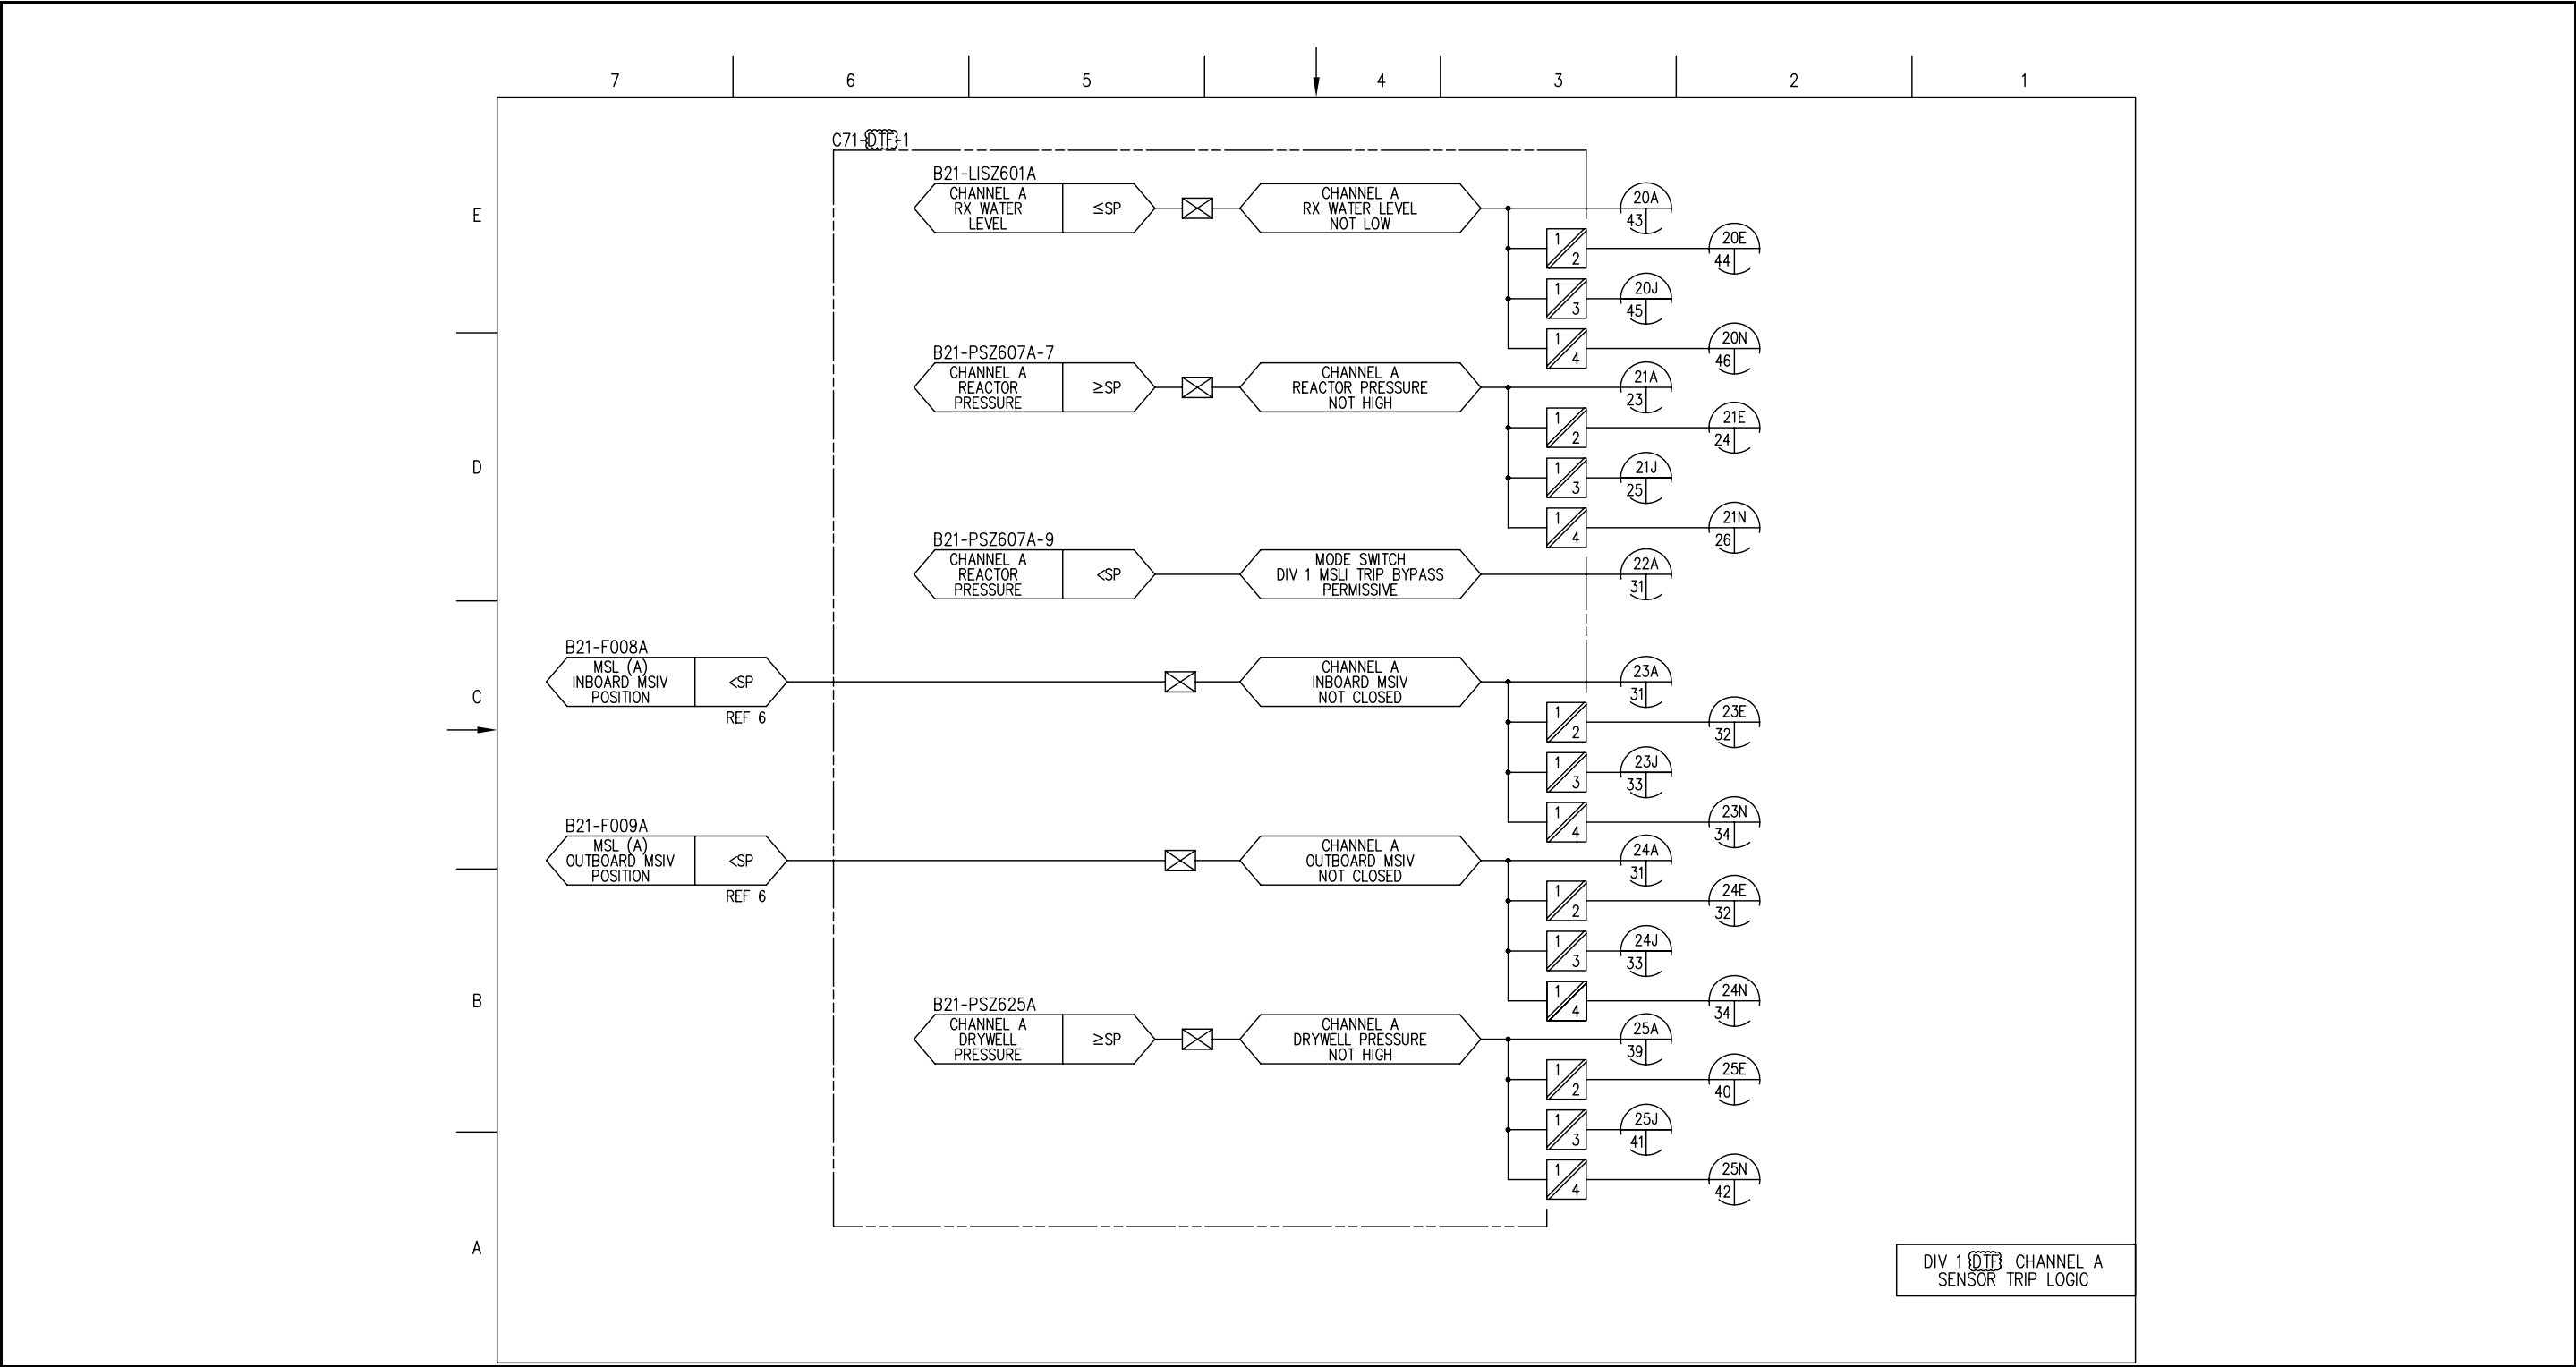 7 6 5 4 3 2 1
C71-DTF-1
E
B21-LISZ601A
CHANNEL A
RX WATER
LEVEL
≤SP
CHANNEL A
RX WATER LEVEL
NOT LOW
20A
43
1
2
20E
44
1
3
20J
45
1
4
20N
46
D
B21-PSZ607A-7
CHANNEL A
REACTOR
PRESSURE
≥SP
CHANNEL A
REACTOR PRESSURE
NOT HIGH
21A
23
1
2
21E
24
1
3
21J
25
1
4
21N
26
B21-PSZ607A-9
CHANNEL A
REACTOR
PRESSURE
<SP
MODE SWITCH
DIV 1 MSLI TRIP BYPASS
PERMISSIVE
22A
31
C
B21-F008A
MSL (A)
INBOARD MSIV
POSITION
<SP
REF 6
CHANNEL A
INBOARD MSIV
NOT CLOSED
23A
31
1
2
23E
32
1
3
23J
33
1
4
23N
34
B21-F009A
MSL (A)
OUTBOARD MSIV
POSITION
<SP
REF 6
CHANNEL A
OUTBOARD MSIV
NOT CLOSED
24A
31
1
2
24E
32
1
3
24J
33
1
4
24N
34
B
B21-PSZ625A
CHANNEL A
DRYWELL
PRESSURE
≥SP
CHANNEL A
DRYWELL PRESSURE
NOT HIGH
25A
39
1
2
25E
40
1
3
25J
41
1
4
25N
42
A
DIV 1 DTF CHANNEL A
SENSOR TRIP LOGIC